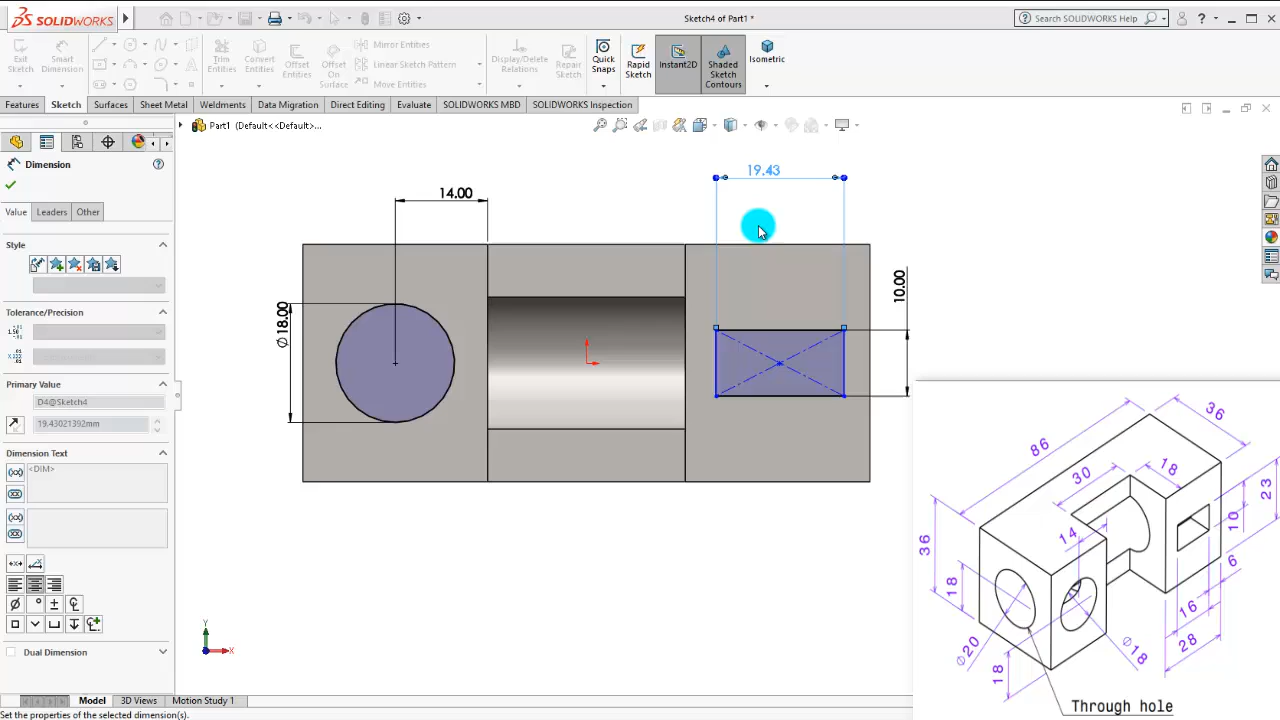 SOLIDWORKS
Sketch4 of Part1 *
Search SOLIDWORKS Help
Exit Sketch
Smart Dimension
Trim Entities
Convert Entities
Offset Entities
Offset On Surface
Mirror Entities
Linear Sketch Pattern
Move Entities
Display/Delete Relations
Repair Sketch
Quick Snaps
Rapid Sketch
Instant2D
Shaded Sketch Contours
Isometric
Features
Sketch
Surfaces
Sheet Metal
Weldments
Data Migration
Direct Editing
Evaluate
SOLIDWORKS MBD
SOLIDWORKS Inspection
Part1 (Default<<Default>...
Dimension
Value
Leaders
Other
Style
Tolerance/Precision
Primary Value
D4@Sketch4
19.43021392mm
Dimension Text
<DIM>
Dual Dimension
14.00
19.43
10.00
Ø18.00
Y
X
86
36
30
18
23
14
10
36
18
6
16
28
Ø20
Ø18
18
Through hole
Model
3D Views
Motion Study 1
Set the properties of the selected dimension(s).